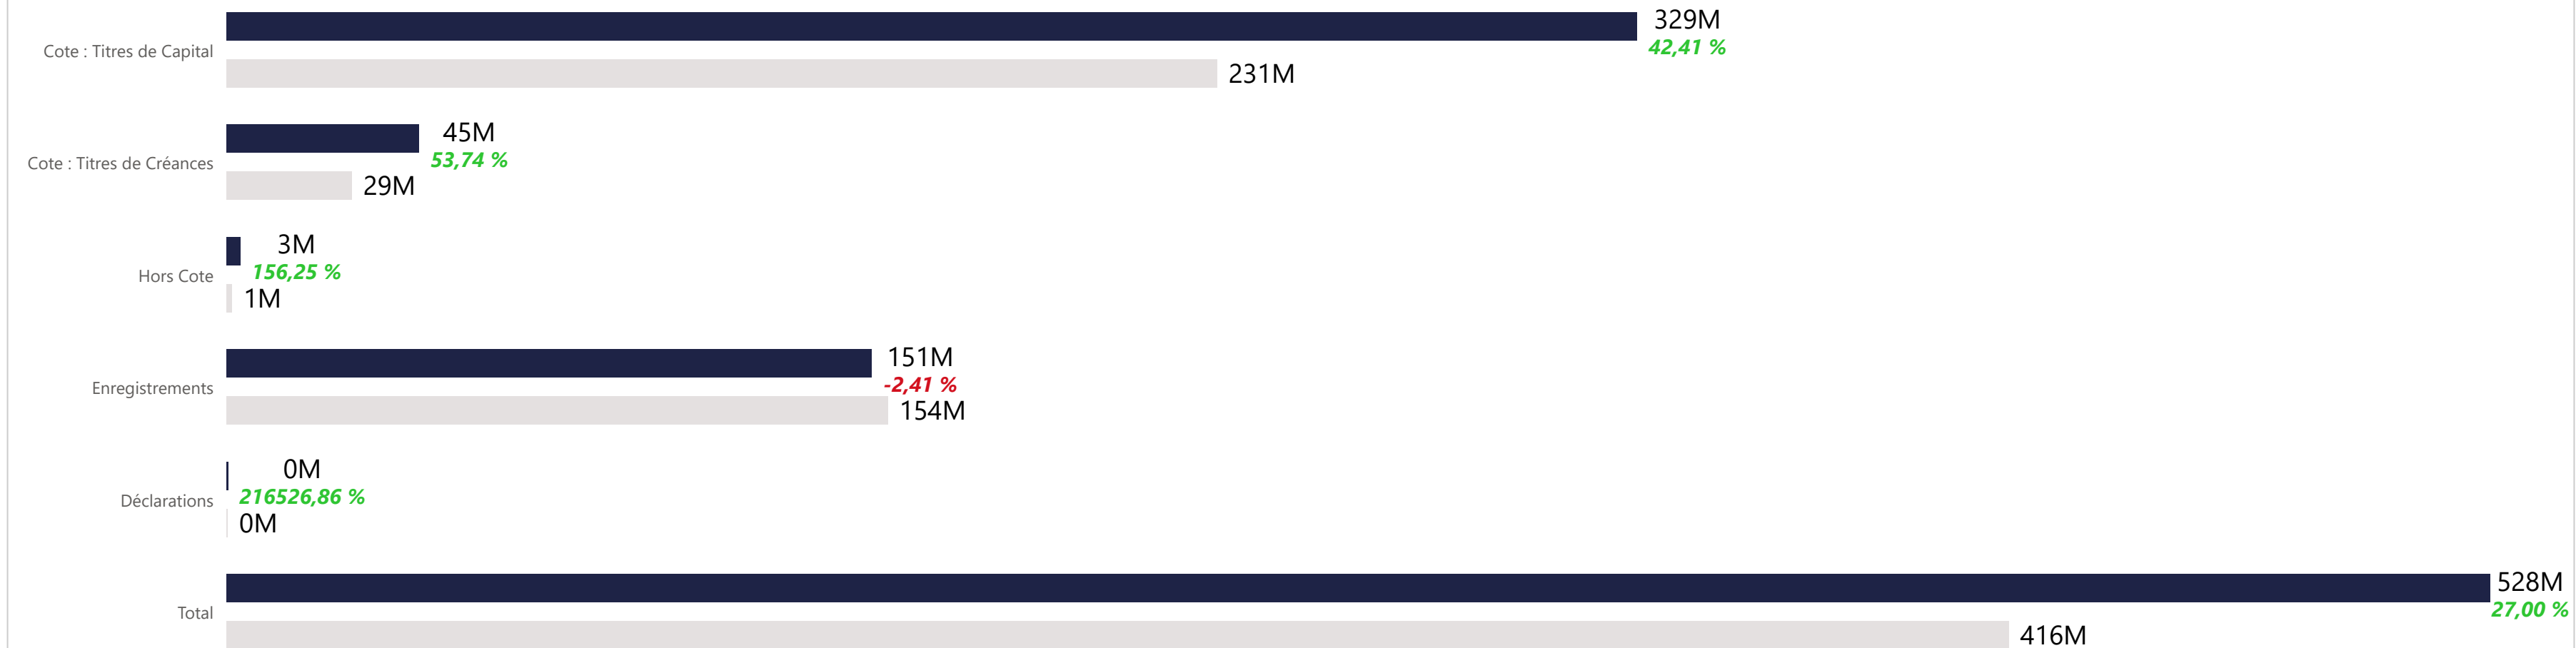 329M
42,41 %
Cote : Titres de Capital
231M
45M
53,74 %
Cote : Titres de Créances
29M
3M
156,25 %
Hors Cote
1M
151M
-2,41 %
Enregistrements
154M
0M
216526,86 %
Déclarations
0M
528M
27,00 %
Total
416M